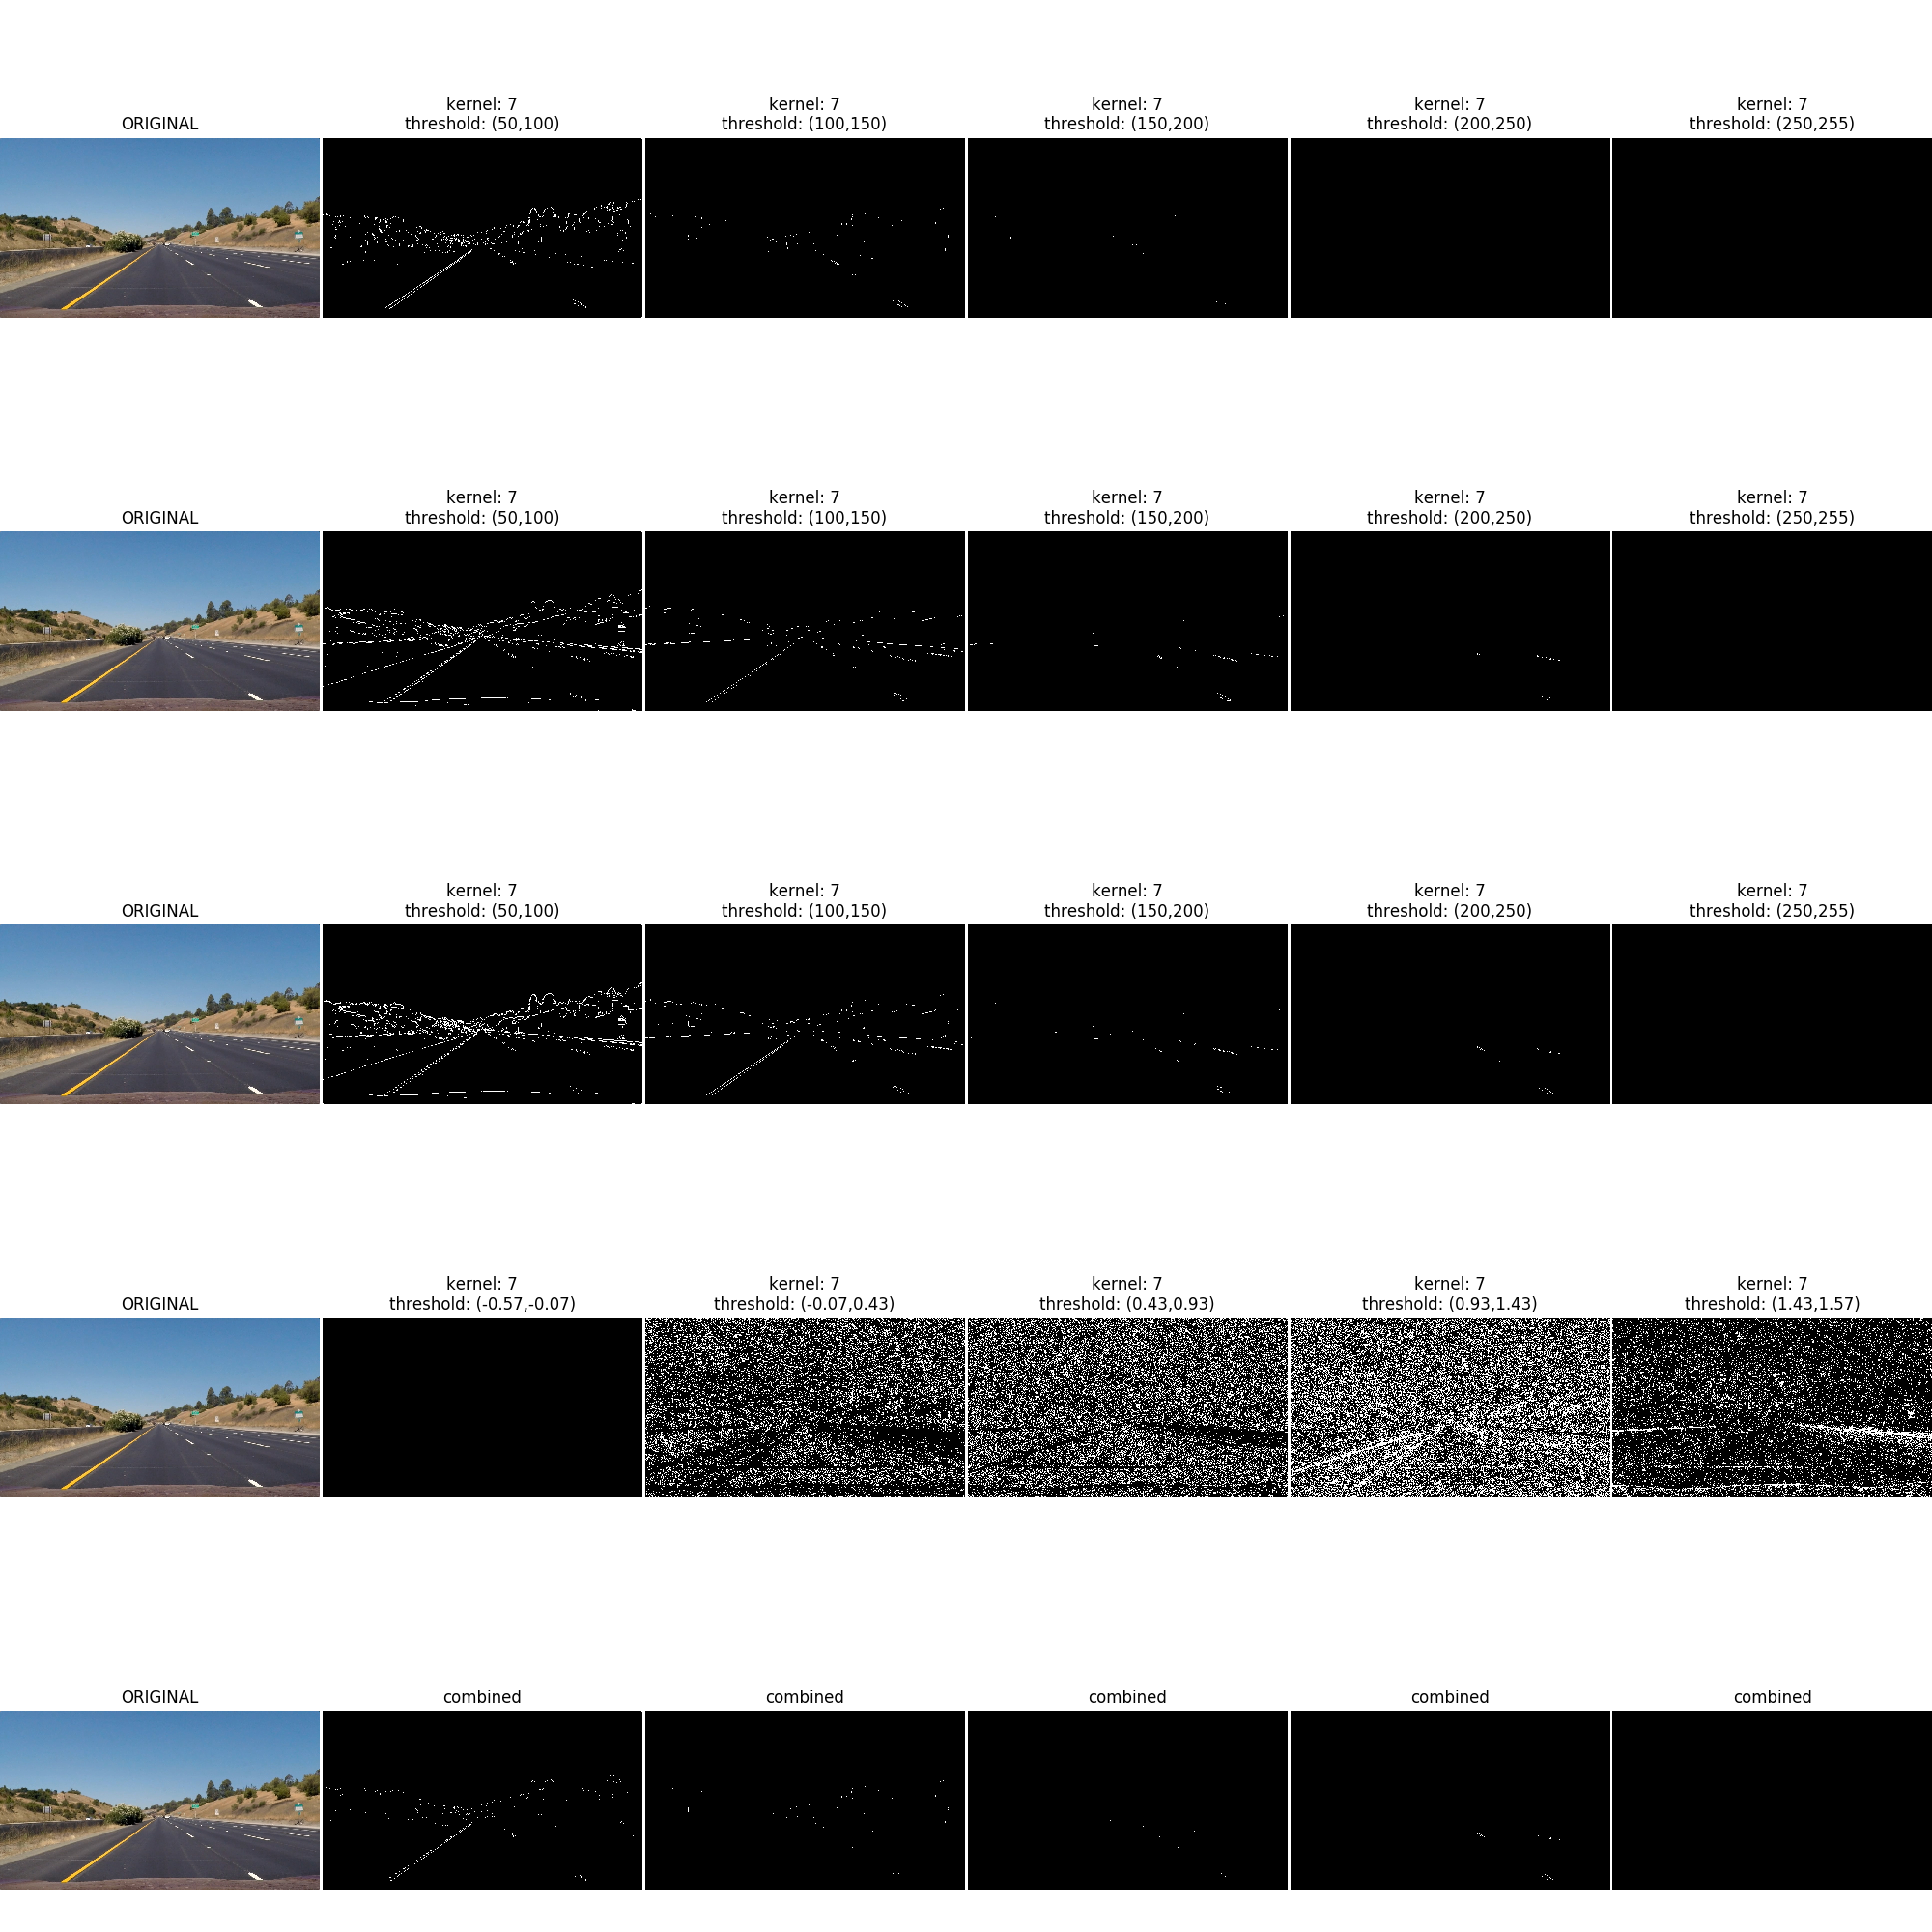 kernel: 7
kernel: 7
kernel: 7
kernel: 7
kernel: 7
ORIGINAL
threshold: (50,100)
threshold: (100,150)
threshold: (150,200)
threshold: (200,250)
threshold: (250,255)
kernel: 7
kernel: 7
kernel: 7
kernel: 7
kernel: 7
ORIGINAL
threshold: (50,100)
threshold: (100,150)
threshold: (150,200)
threshold: (200,250)
threshold: (250,255)
kernel: 7
kernel: 7
kernel: 7
kernel: 7
kernel: 7
ORIGINAL
threshold: (50,100)
threshold: (100,150)
threshold: (150,200)
threshold: (200,250)
threshold: (250,255)
kernel: 7
kernel: 7
kernel: 7
kernel: 7
kernel: 7
ORIGINAL
threshold: (-0.57,-0.07)
threshold: (-0.07,0.43)
threshold: (0.43,0.93)
threshold: (0.93,1.43)
threshold: (1.43,1.57)
ORIGINAL
combined
combined
combined
combined
combined